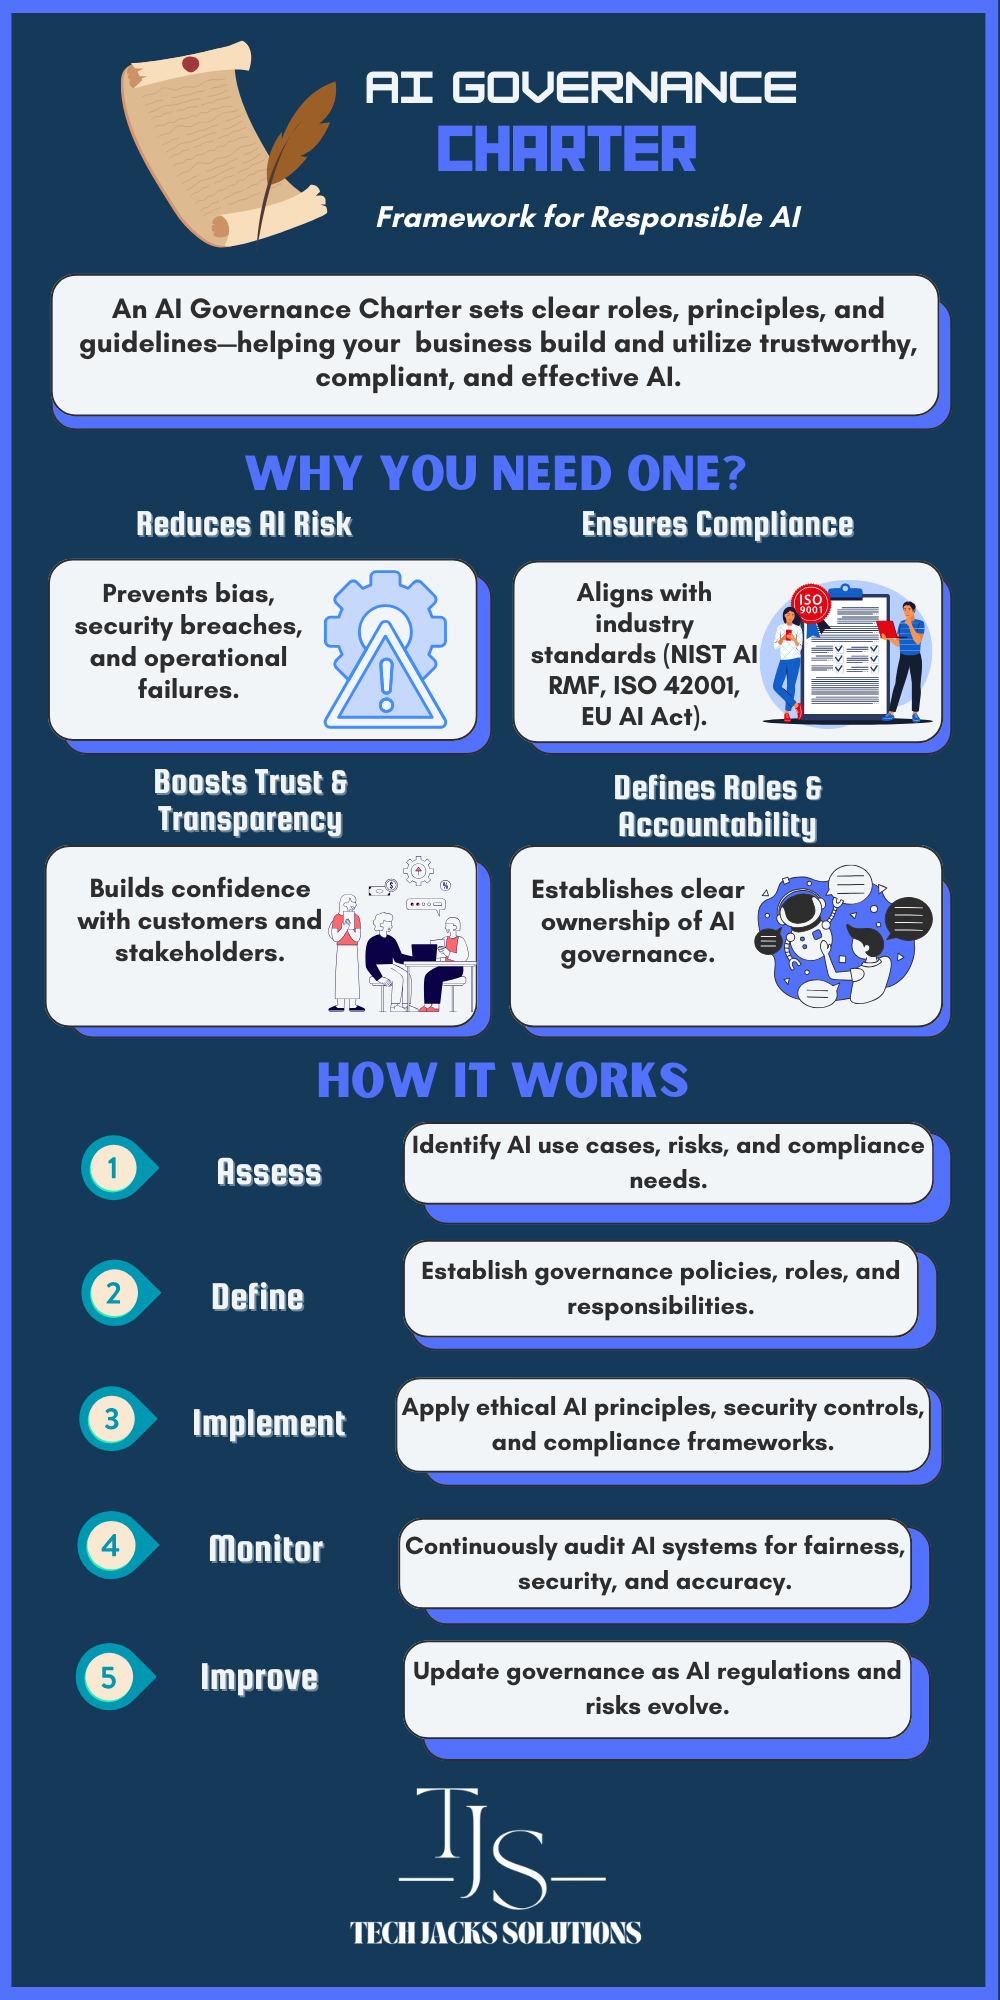 AI GOVERNANCE
CHARTER
Framework for Responsible AI
An AI Governance Charter sets clear roles, principles, and
guidelines—helping your  business build and utilize trustworthy,
compliant, and effective AI.
WHY YOU NEED ONE?
Reduces AI Risk
Prevents bias,
security breaches,
and operational
failures.
Ensures Compliance
Aligns with
industry
standards (NIST AI
RMF, ISO 42001,
EU AI Act).
ISO
9001
Boosts Trust &
Transparency
Builds confidence
with customers and
stakeholders.
$
%
Defines Roles &
Accountability
Establishes clear
ownership of AI
governance.
HOW IT WORKS
1
Assess
Identify AI use cases, risks, and compliance
needs.
2
Define
Establish governance policies, roles, and
responsibilities.
3
Implement
Apply ethical AI principles, security controls,
and compliance frameworks.
4
Monitor
Continuously audit AI systems for fairness,
security, and accuracy.
5
Improve
Update governance as AI regulations and
risks evolve.
TJS
TECH JACKS SOLUTIONS